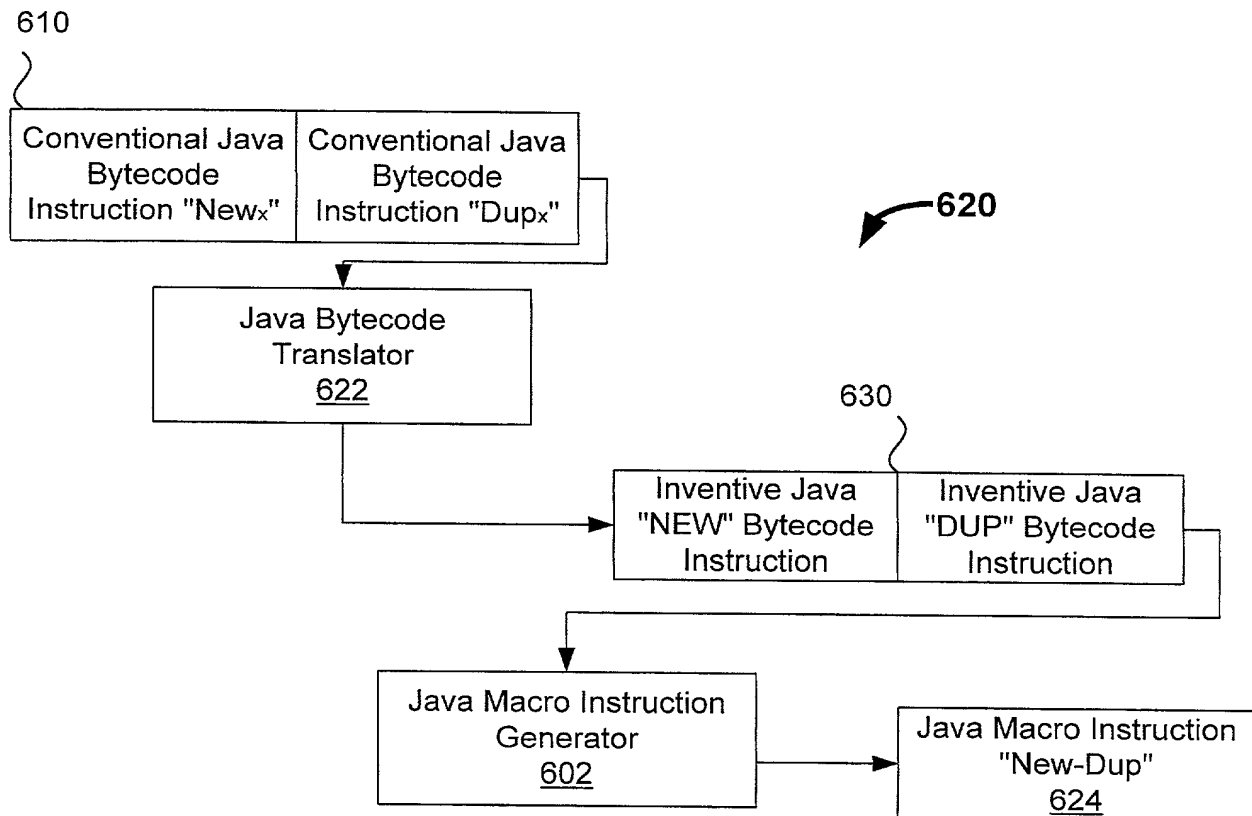 610
Conventional Java
Bytecode
Instruction "Newx"
Conventional Java
Bytecode
Instruction "Dupx"
620
Java Bytecode
Translator
622
630
Inventive Java
"NEW" Bytecode
Instruction
Inventive Java
"DUP" Bytecode
Instruction
Java Macro Instruction
Generator
602
Java Macro Instruction
"New-Dup"
624